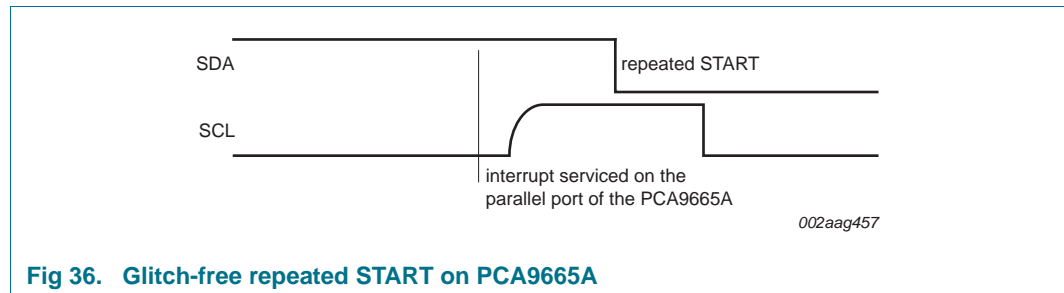 SDA
repeated START
SCL
interrupt serviced on the
parallel port of the PCA9665A
002aag457
Fig 36. Glitch-free repeated START on PCA9665A